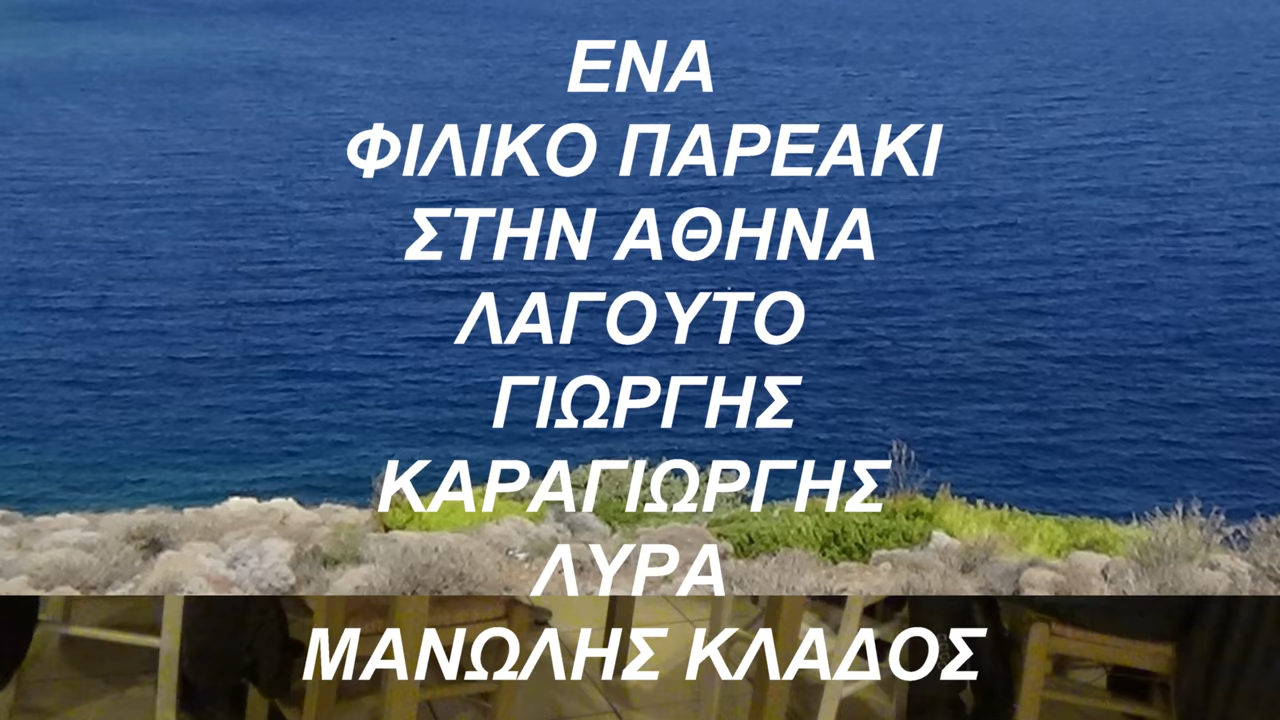 ΕΝΑ
ΦΙΛΙΚΟ ΠΑΡΕΑΚΙ
ΣΤΗΝ ΑΘΗΝΑ
ΛΑΓΟΥΤΟ
ΓΙΩΡΓΗΣ
ΚΑΡΑΓΙΩΡΓΗΣ
ΛΥΡΑ
ΜΑΝΩΛΗΣ ΚΛΑΔΟΣ